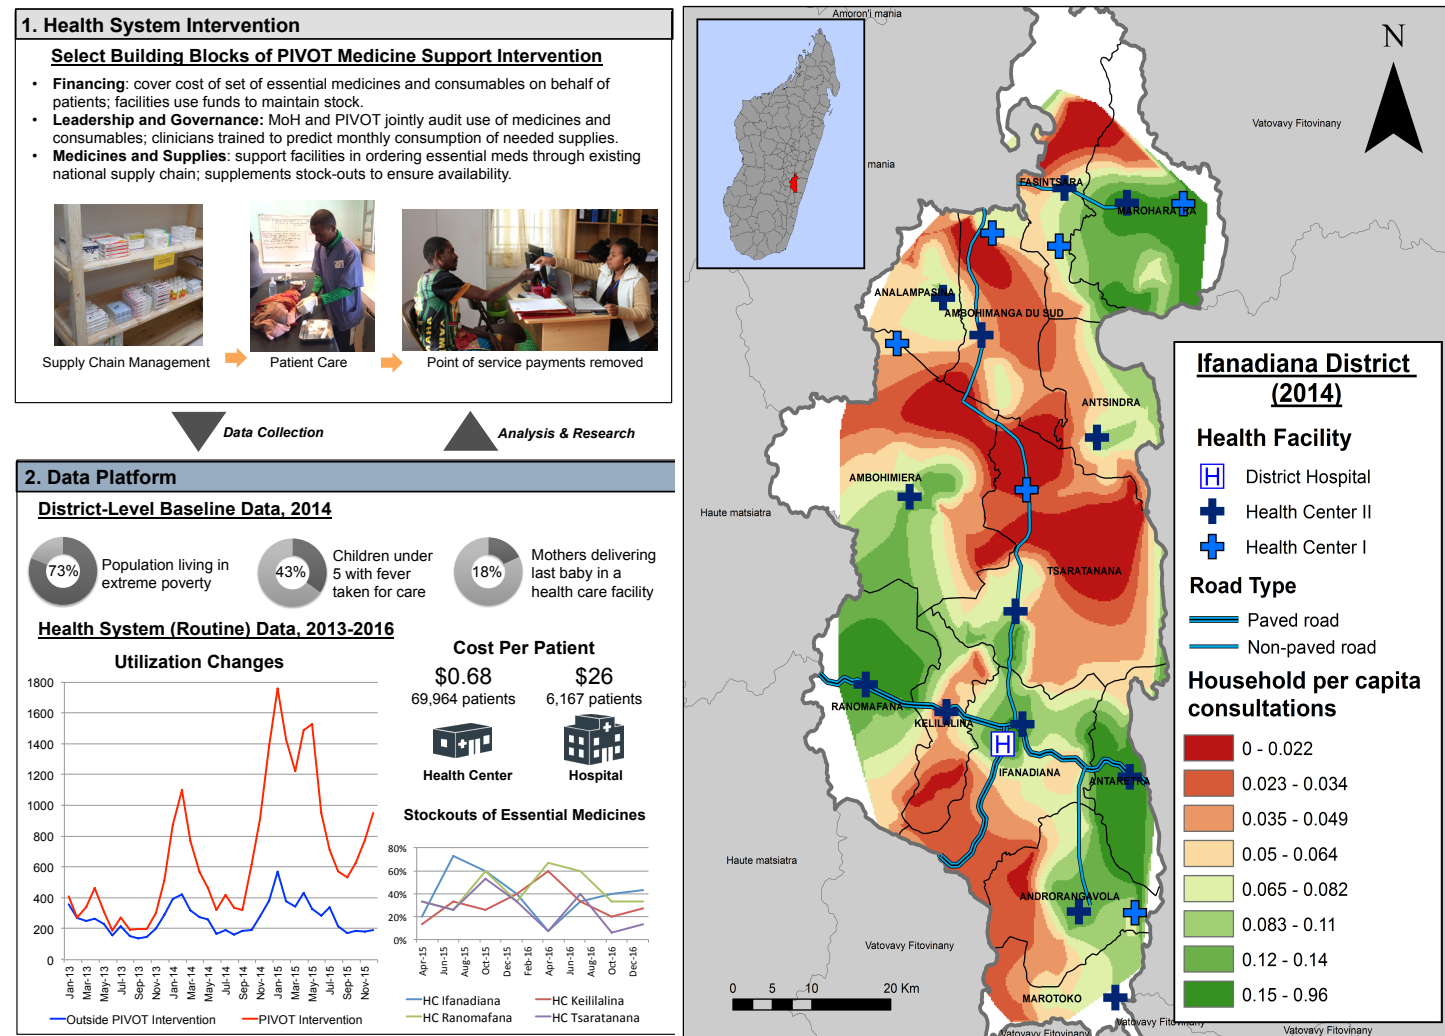 1. Health System Intervention
Select Building Blocks of PIVOT Medicine Support Intervention
• Financing: cover cost of set of essential medicines and consumables on behalf of
patients; facilities use funds to maintain stock.
• Leadership and Governance: MoH and PIVOT jointly audit use of medicines and
consumables; clinicians trained to predict monthly consumption of needed supplies.
• Medicines and Supplies: support facilities in ordering essential meds through existing
national supply chain; supplements stock-outs to ensure availability.
Supply Chain Management
Patient Care
Point of service payments removed
Data Collection
Analysis & Research
2. Data Platform
District-Level Baseline Data, 2014
73%
Population living in
extreme poverty
43%
Children under
5 with fever
taken for care
18%
Mothers delivering
last baby in a
health care facility
Health System (Routine) Data, 2013-2016
Utilization Changes
1800
1600
1400
1200
1000
800
600
400
200
0
Jan-13
Mar-13
May-13
Jul-13
Sep-13
Nov-13
Jan-14
Mar-14
May-14
Jul-14
Sep-14
Nov-14
Jan-15
Mar-15
May-15
Jul-15
Sep-15
Nov-15
Outside PIVOT Intervention
PIVOT Intervention
Cost Per Patient
$0.68
69,964 patients
Health Center
$26
6,167 patients
Hospital
Stockouts of Essential Medicines
80%
60%
40%
20%
0%
Apr-15
Jun-15
Aug-15
Oct-15
Dec-15
Feb-16
Apr-16
Jun-16
Aug-16
Oct-16
Dec-16
HC Ifanadiana
HC Keililalina
HC Ranomafana
HC Tsaratanana
Amoron'i mania
N
Vatovavy Fitovinany
mania
FASINTSARA
MAROHARATRA
ANALAMPASINA
AMBOHIMANGA DU SUD
ANTSINDRA
AMBOHIMIERA
Haute matsiatra
TSARATANANA
RANOMAFANA
KELILALINA
H
IFANADIANA
ANTARETRA
Haute matsiatra
ANDRORANGAVOLA
Vatovavy Fitovinany
MAROTOKO
0 5 10 20 Km
Vatovavy Fitovinany
Vatovavy Fitovinany
Vatovavy Fitovinany
Ifanadiana District
(2014)
Health Facility
H District Hospital
Health Center II
Health Center I
Road Type
Paved road
Non-paved road
Household per capita
consultations
0 - 0.022
0.023 - 0.034
0.035 - 0.049
0.05 - 0.064
0.065 - 0.082
0.083 - 0.11
0.12 - 0.14
0.15 - 0.96